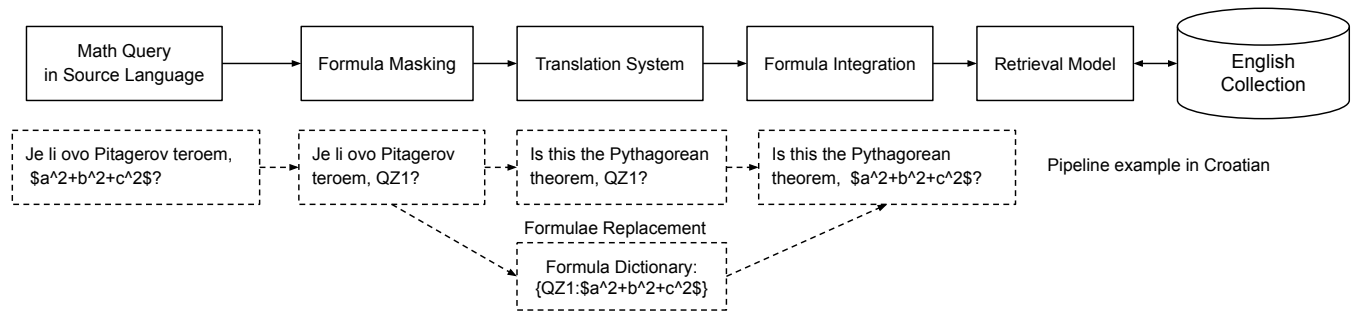 Math Query
in Source Language
Formula Masking
Translation System
Formula Integration
Retrieval Model
English
Collection
Je li ovo Pitagerov teroem,
$a^2+b^2+c^2$?
Je li ovo Pitagerov
teroem, QZ1?
Is this the Pythagorean
theorem, QZ1?
Is this the Pythagorean
theorem, $a^2+b^2+c^2$?
Pipeline example in Croatian
Formulae Replacement
Formula Dictionary:
{QZ1:$a^2+b^2+c^2$}